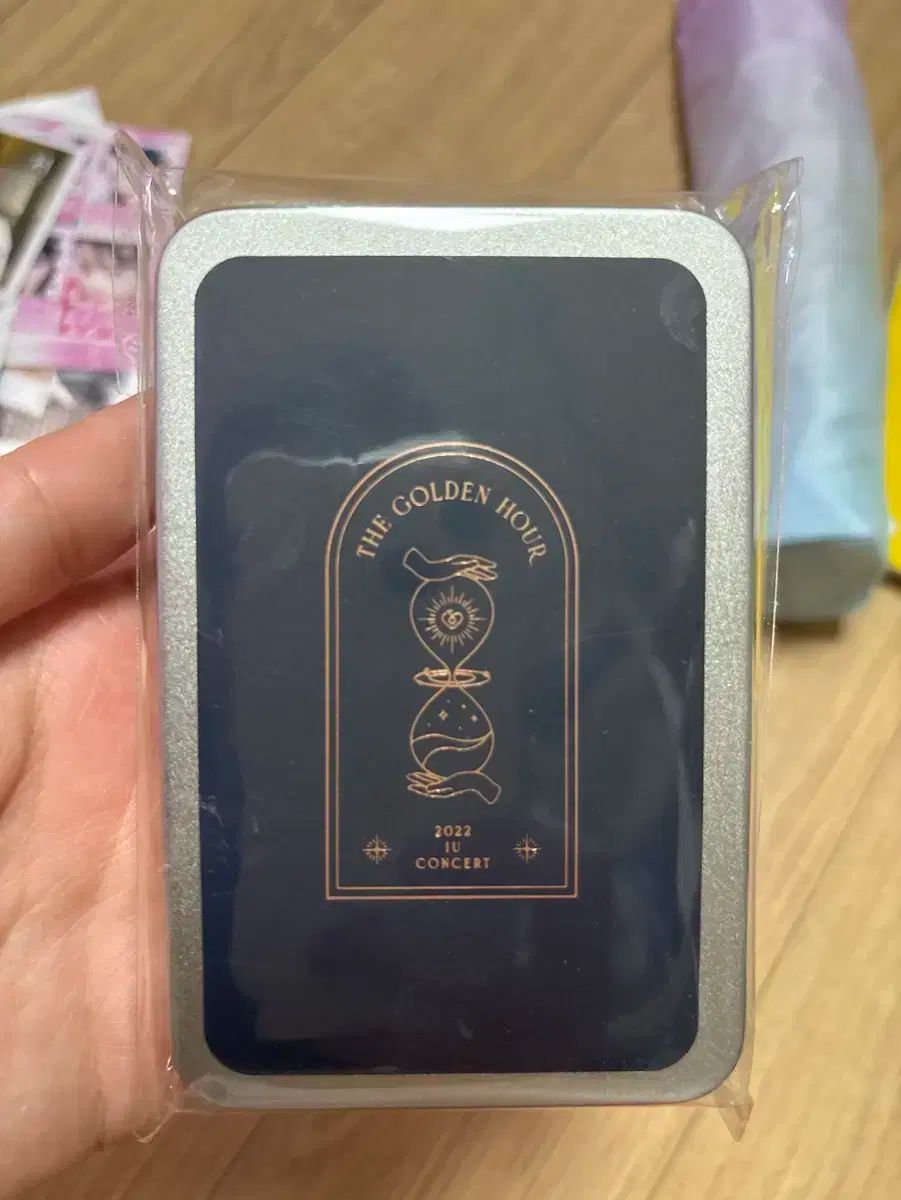 THE GOLDEN HOUR
2022
IU
CONCERT